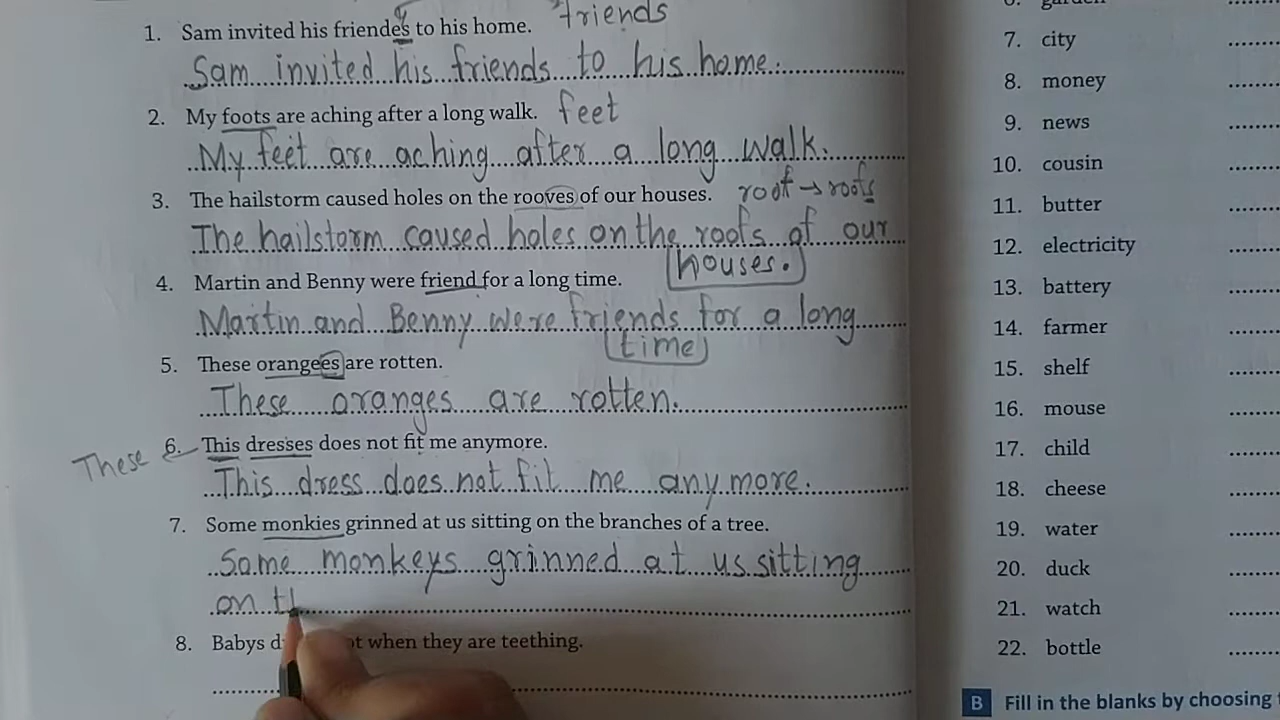 1. Sam invited his friendes to his home. friends
Sam invited his friends to his home.
2. My foots are aching after a long walk. feet
My feet are aching after a long walk.
3. The hailstorm caused holes on the rooves of our houses. roof → roofs
The hailstorm caused holes on the roofs of our
houses.
4. Martin and Benny were friend for a long time.
Martin and Benny were friends for a long
time
5. These orangees are rotten.
These oranges are rotten.
These 6. This dresses does not fit me anymore.
This dress does not fit me any more.
7. Some monkies grinned at us sitting on the branches of a tree.
Some monkeys grinned at us sitting
on
8. Babys when they are teething.
garden
7. city
8. money
9. news
10. cousin
11. butter
12. electricity
13. battery
14. farmer
15. shelf
16. mouse
17. child
18. cheese
19. water
20. duck
21. watch
22. bottle
B Fill in the blanks by choosing